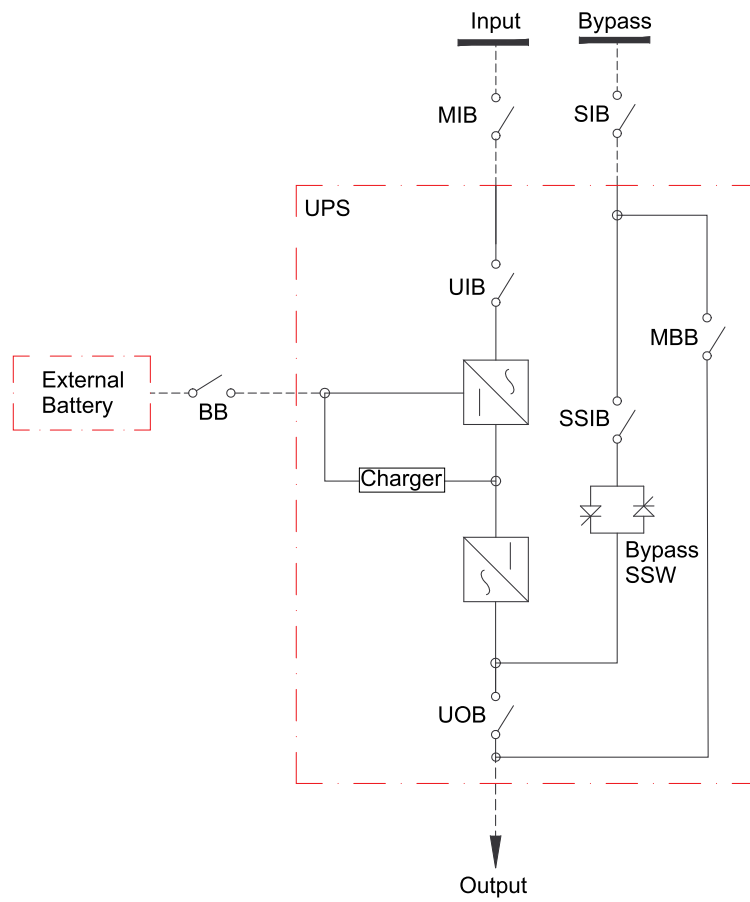 Input
Bypass
MIB
SIB
UPS
UIB
MBB
External
Battery
BB
SSIB
Charger
Bypass
SSW
UOB
Output